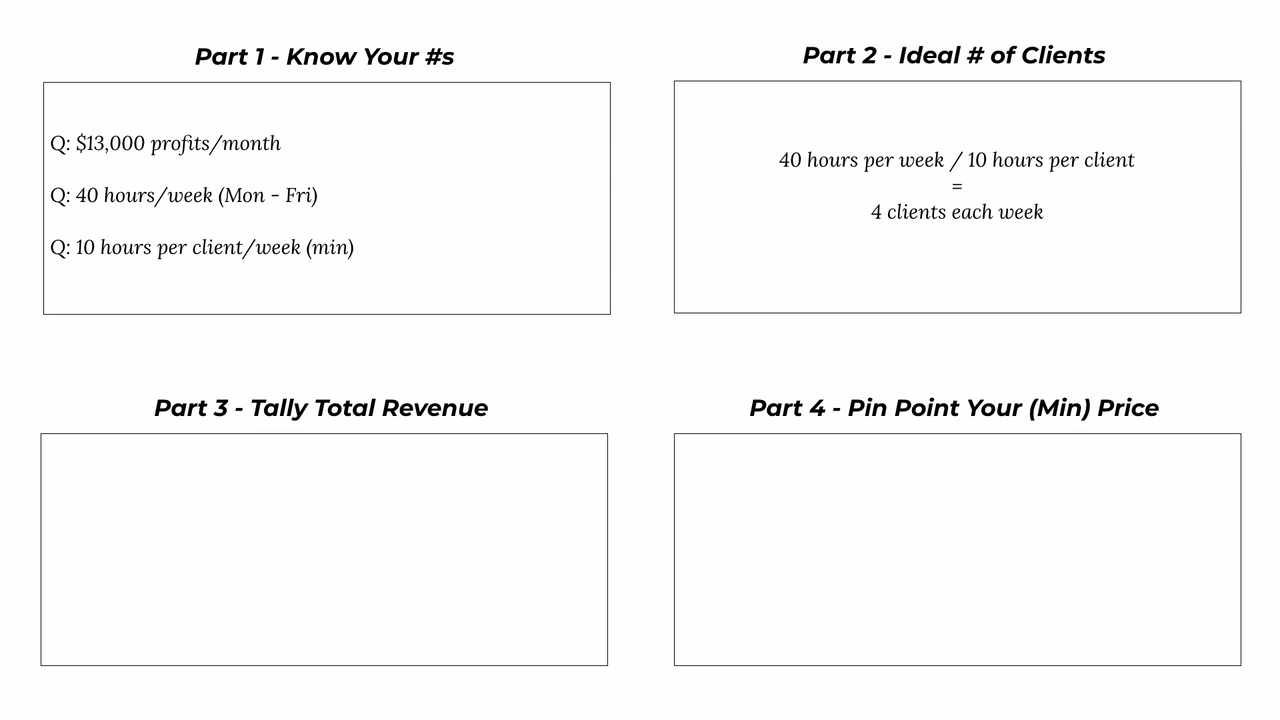 Part 1 - Know Your #s
Q: $13,000 profits/month
Q: 40 hours/week (Mon - Fri)
Q: 10 hours per client/week (min)
Part 2 - Ideal # of Clients
40 hours per week / 10 hours per client
=
4 clients each week
Part 3 - Tally Total Revenue
Part 4 - Pin Point Your (Min) Price